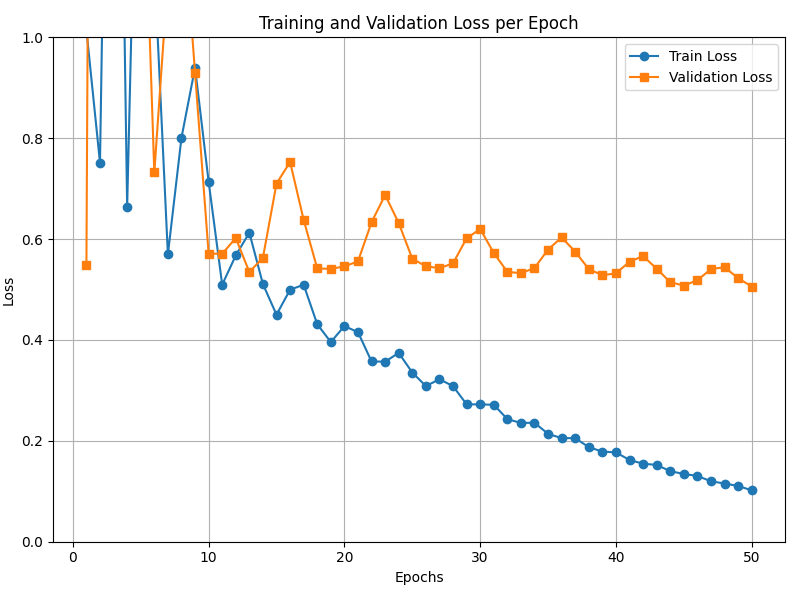 Training and Validation Loss per Epoch
Train Loss
Validation Loss
Loss
1.0
0.8
0.6
0.4
0.2
0.0
0 10 20 30 40 50
Epochs